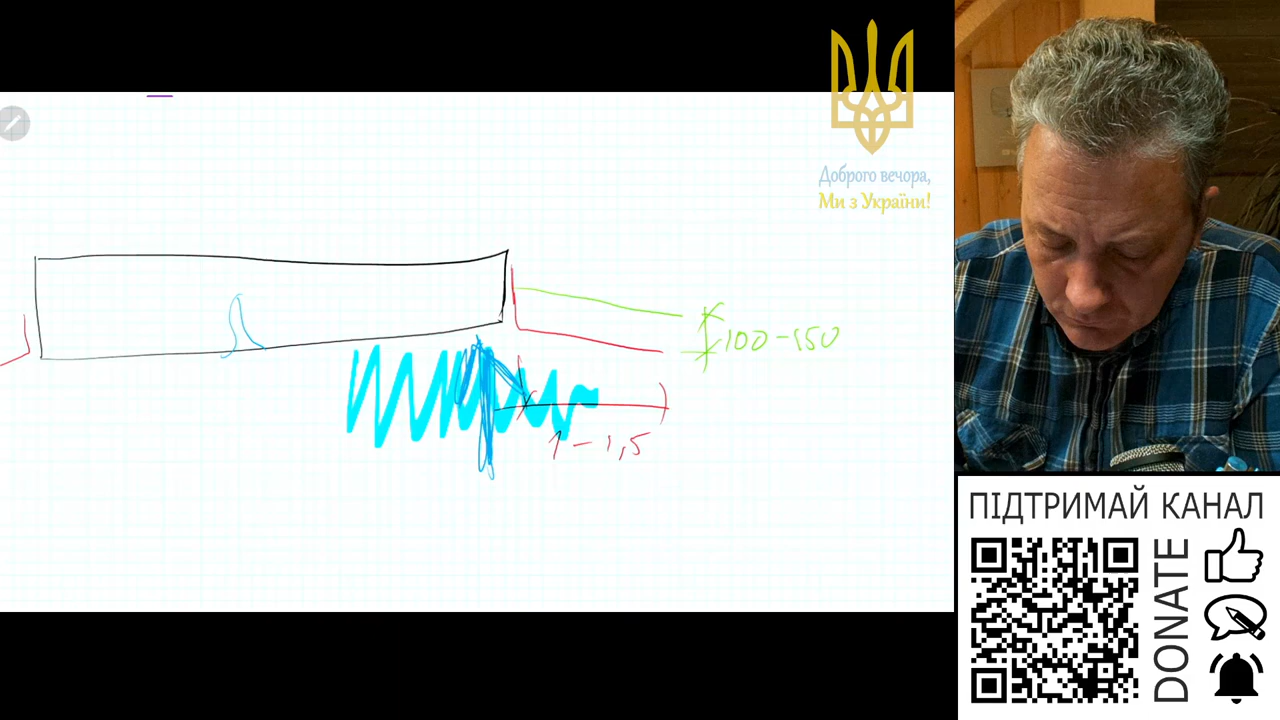 Доброго вечора,
Ми з України!
100-150
1-1,5
ПІДТРИМАЙ КАНАЛ
DONATE